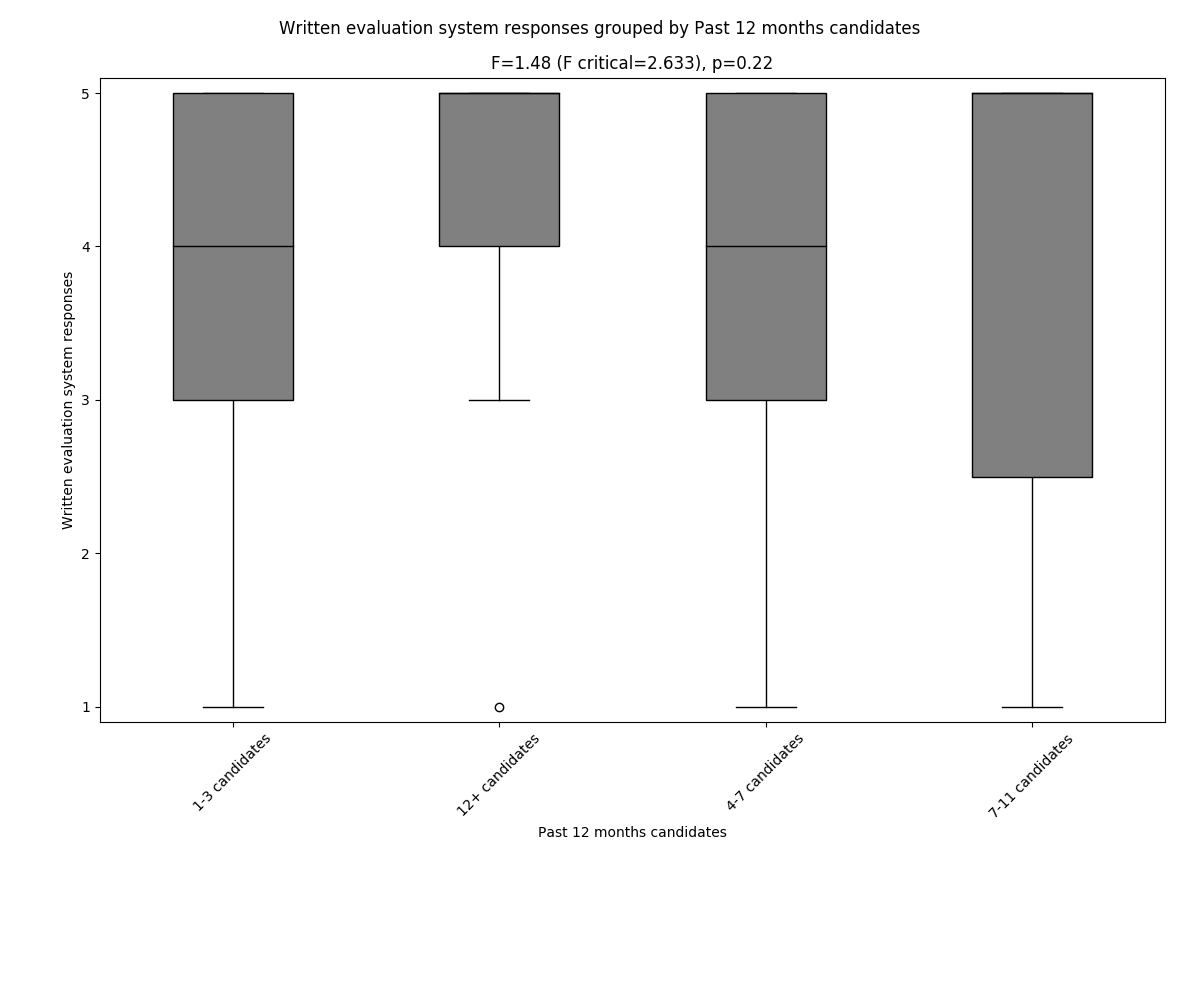 Written evaluation system responses grouped by Past 12 months candidates
F=1.48 (F critical=2.633), p=0.22
5
4
3
2
1
Written evaluation system responses
1-3 candidates
12+ candidates
4-7 candidates
7-11 candidates
Past 12 months candidates